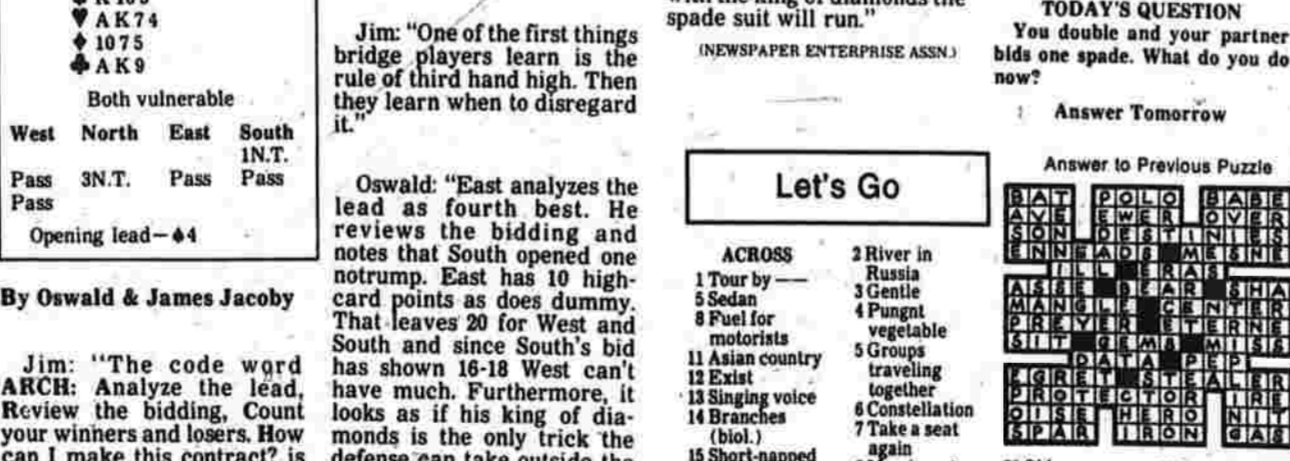 ♥ A K 7 4
♦ 10 7 5
♣ A K 9
Both vulnerable
West North East South
1N.T.
Pass 3N.T. Pass Pass
Pass
Opening lead—♠4
By Oswald & James Jacoby
Jim: "The code word
ARCH: Analyze the lead,
Review the bidding, Count
your winners and losers. How
can I make this contract? is
Jim: "One of the first things
bridge players learn is the
rule of third hand high. Then
they learn when to disregard
it."
Oswald: "East analyzes the
lead as fourth best. He
reviews the bidding and
notes that South opened one
notrump. East has 10 high-
card points as does dummy.
That leaves 20 for West and
South and since South's bid
has shown 16-18 West can't
have much. Furthermore, it
looks as if his king of dia-
monds is the only trick the
defense can take outside the
with the king of diamonds the
spade suit will run."
(NEWSPAPER ENTERPRISE ASSN.)
Let's Go
ACROSS
1 Tour by ——
5 Sedan
8 Fuel for
motorists
11 Asian country
12 Exist
13 Singing voice
14 Branches
(biol.)
15 Short-napped
2 River in
Russia
3 Gentle
4 Pungnt
vegetable
5 Groups
traveling
together
6 Constellation
7 Take a seat
again
TODAY'S QUESTION
You double and your partner
bids one spade. What do you do
now?
Answer Tomorrow
Answer to Previous Puzzle
BAT POLO BABE
AVE EWER OVER
SON DESTINIES
ENNEADS MESNE
ILL ERAS
ASSE BEAR SHA
MANGLE CENTER
PREYER ETERNE
SIT GEMS MISS
DATA PEP
EGRET STEALER
PROTECTOR IRE
OISE HERO NIT
SPAR IRON GAS